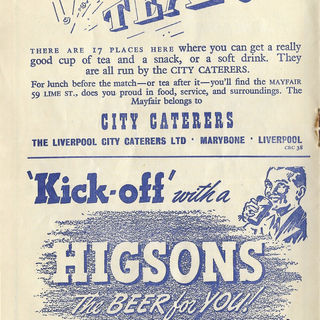 TEA
THERE ARE 17 PLACES HERE where you can get a really
good cup of tea and a snack, or a soft drink. They
are all run by the CITY CATERERS.
For lunch before the match—or tea after it—you'll find the MAYFAIR
59 LIME ST., does you proud in food, service, and surroundings. The
Mayfair belongs to
CITY CATERERS
THE LIVERPOOL CITY CATERERS LTD · MARYBONE · LIVERPOOL
CRC 38
'Kick-off' with a
HIGSONS
The BEER for YOU!